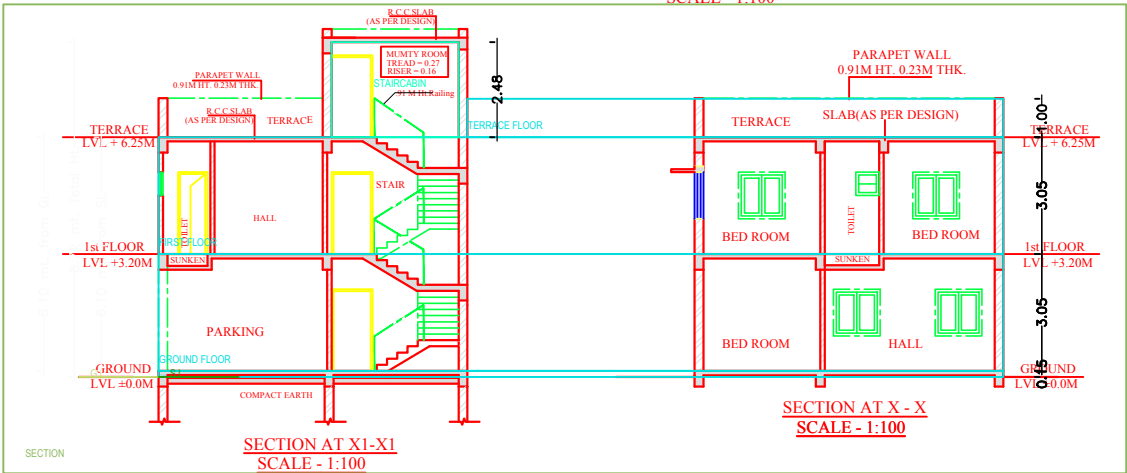 SCALE - 1:100
R.C.C SLAB
(AS PER DESIGN)
MUMTY ROOM
TREAD = 0.27
RISER = 0.16
STAIRCABIN
.91 M Ht.Railing
2.48
PARAPET WALL
0.91M HT. 0.23M THK.
R.C.C SLAB
(AS PER DESIGN)
TERRACE
TERRACE
LVL + 6.25M
TERRACE FLOOR
STAIR
TOILET
HALL
FIRST FLOOR
1st FLOOR
LVL +3.20M
SUNKEN
PARKING
GROUND FLOOR
GROUND
LVL ±0.0M
COMPACT EARTH
SECTION AT X1-X1
SCALE - 1:100
SECTION
PARAPET WALL
0.91M HT. 0.23M THK.
TERRACE
SLAB(AS PER DESIGN)
1.00
TERRACE
LVL + 6.25M
3.05
BED ROOM
TOILET
BED ROOM
SUNKEN
1st FLOOR
LVL +3.20M
3.05
BED ROOM
HALL
0.45
GROUND
LVL ±0.0M
SECTION AT X - X
SCALE - 1:100